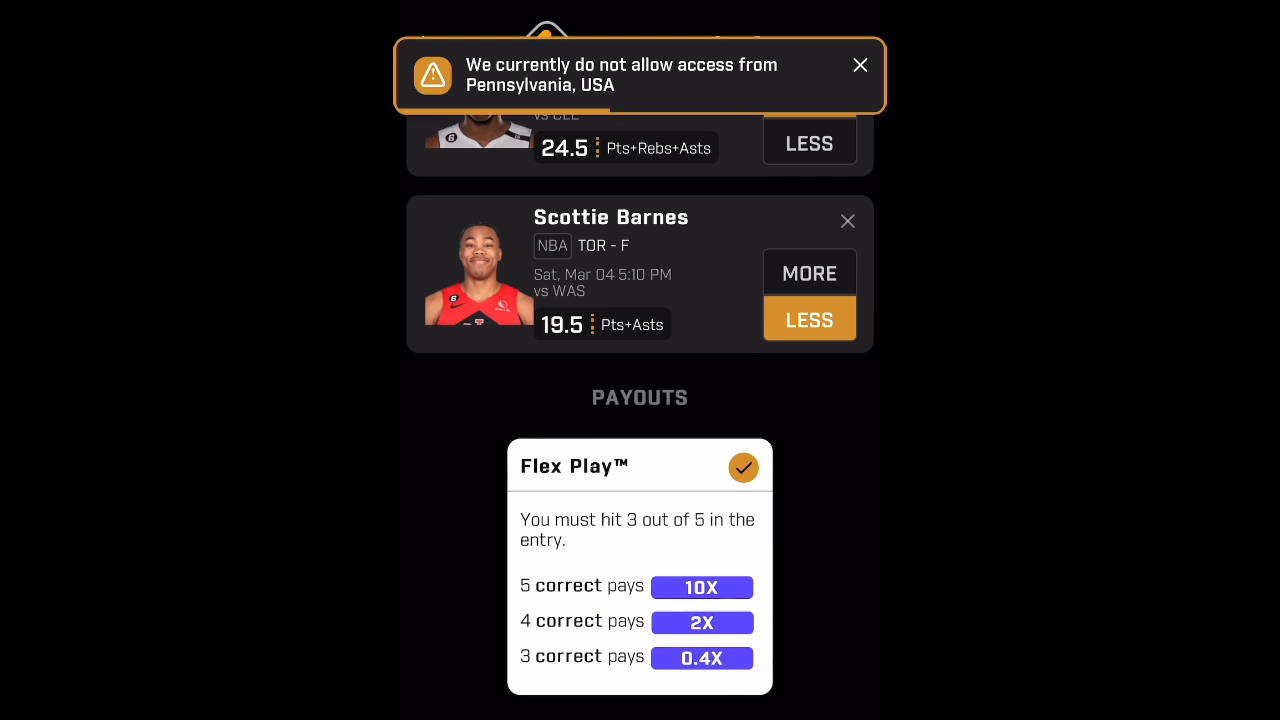 We currently do not allow access from
Pennsylvania, USA
24.5 Pts+Rebs+Asts
LESS
Scottie Barnes
NBA TOR - F
Sat, Mar 04 5:10 PM
vs WAS
MORE
LESS
19.5 Pts+Asts
PAYOUTS
Flex Play™
You must hit 3 out of 5 in the
entry.
5 correct pays 10X
4 correct pays 2X
3 correct pays 0.4X